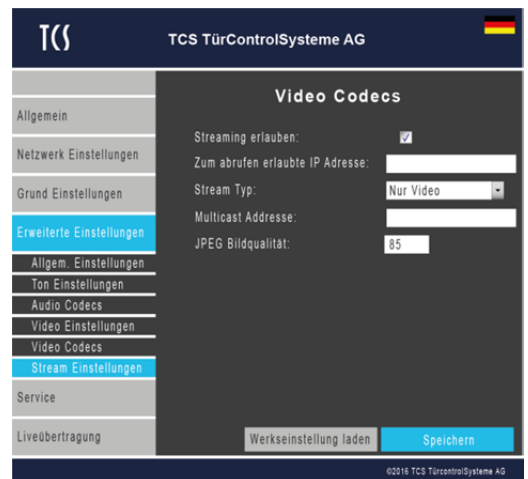 TCS
TCS TürControlSysteme AG
Video Codecs
Allgemein
Netzwerk Einstellungen
Grund Einstellungen
Erweiterte Einstellungen
Allgem. Einstellungen
Ton Einstellungen
Audio Codecs
Video Einstellungen
Video Codecs
Stream Einstellungen
Service
Liveübertragung
Streaming erlauben:
Zum abrufen erlaubte IP Adresse:
Stream Typ: Nur Video
Multicast Addresse:
JPEG Bildqualität: 85
Werkseinstellung laden Speichern
©2016 TCS TürcontrolSysteme AG